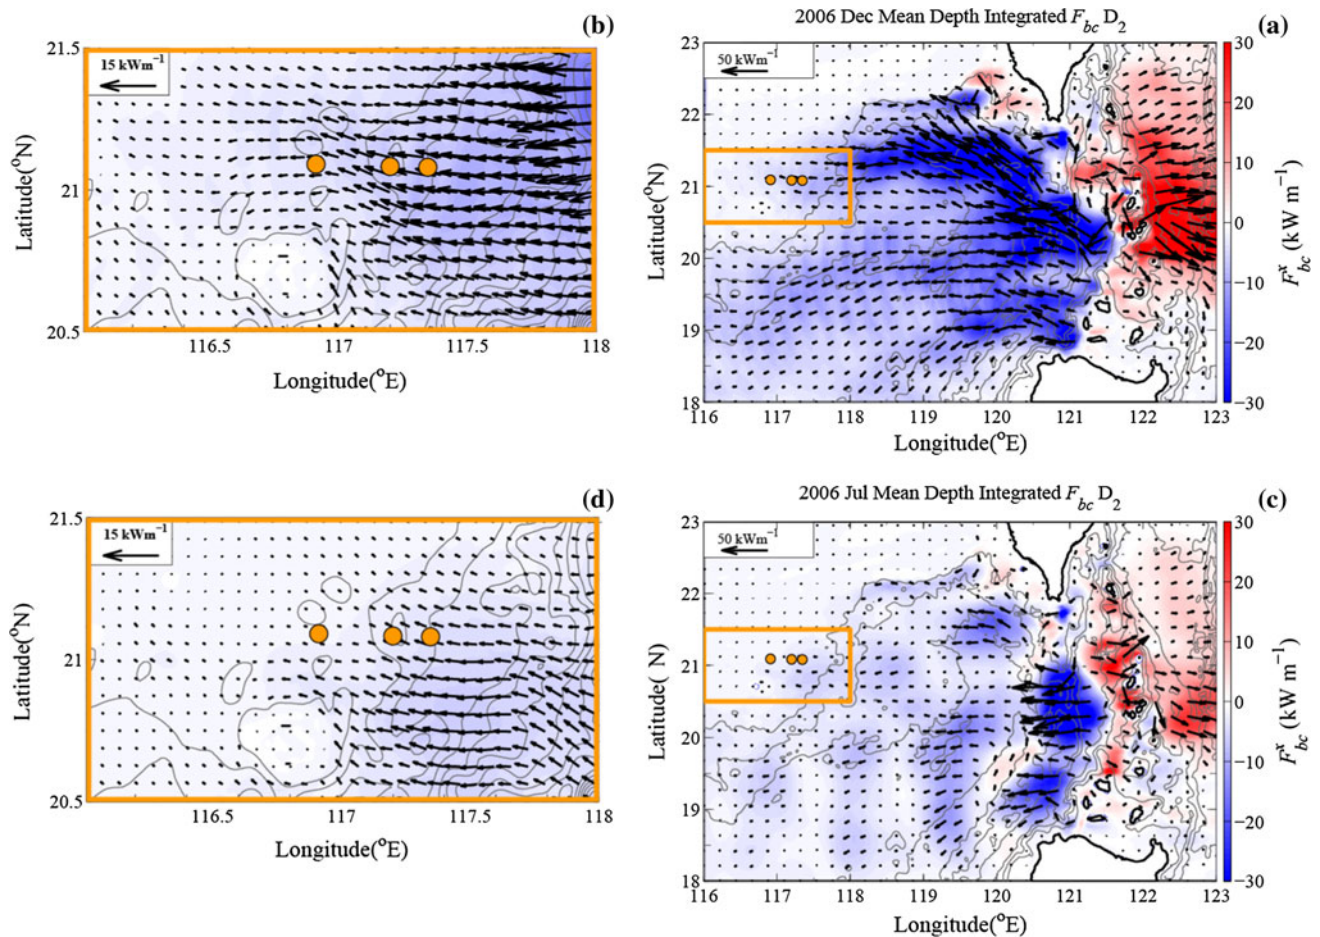 (b)
2006 Dec Mean Depth Integrated F_bc D_2
(a)
15 kWm⁻¹
21.5
21
20.5
Latitude(°N)
116.5 117 117.5 118
Longitude(°E)
50 kWm⁻¹
23
22
21
20
19
18
Latitude(°N)
116 117 118 119 120 121 122 123
Longitude(°E)
30
20
10
0
−10
−20
−30
F^x_bc (kW m⁻¹)
(d)
2006 Jul Mean Depth Integrated F_bc D_2
(c)
15 kWm⁻¹
21.5
21
20.5
Latitude(°N)
116.5 117 117.5 118
Longitude(°E)
50 kWm⁻¹
23
22
21
20
19
18
Latitude( N)
116 117 118 119 120 121 122 123
Longitude(°E)
30
20
10
0
−10
−20
−30
F^x_bc (kW m⁻¹)